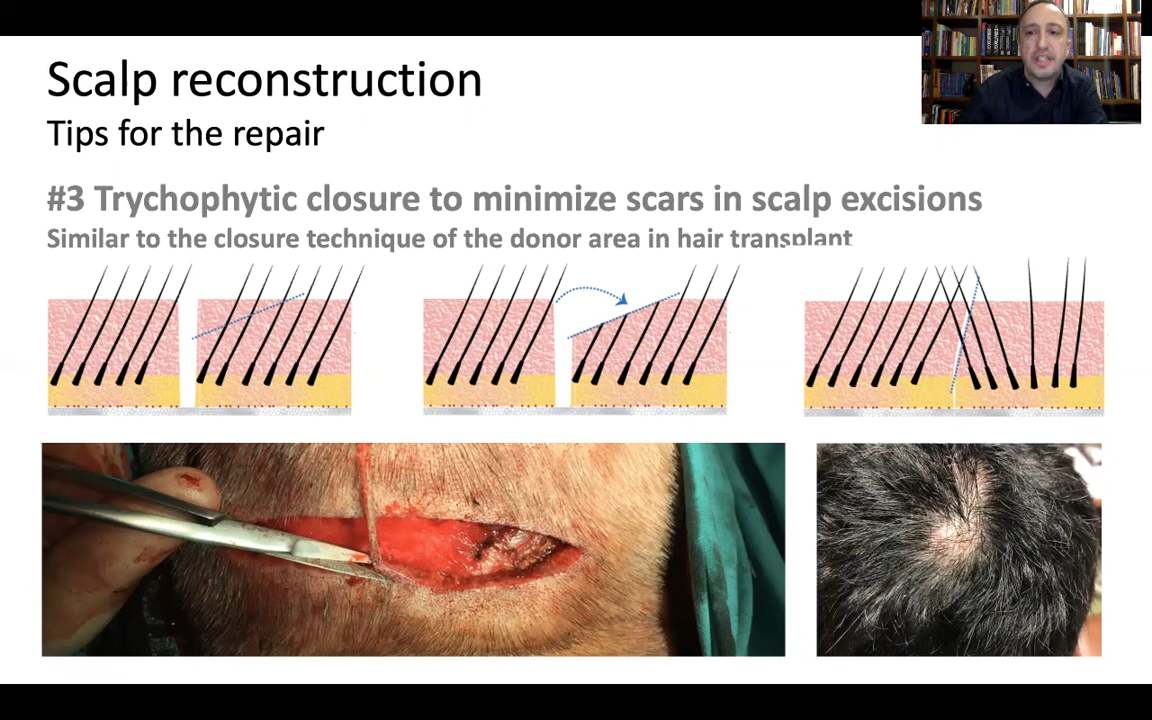 Scalp reconstruction
Tips for the repair
#3 Trychophytic closure to minimize scars in scalp excisions
Similar to the closure technique of the donor area in hair transplant